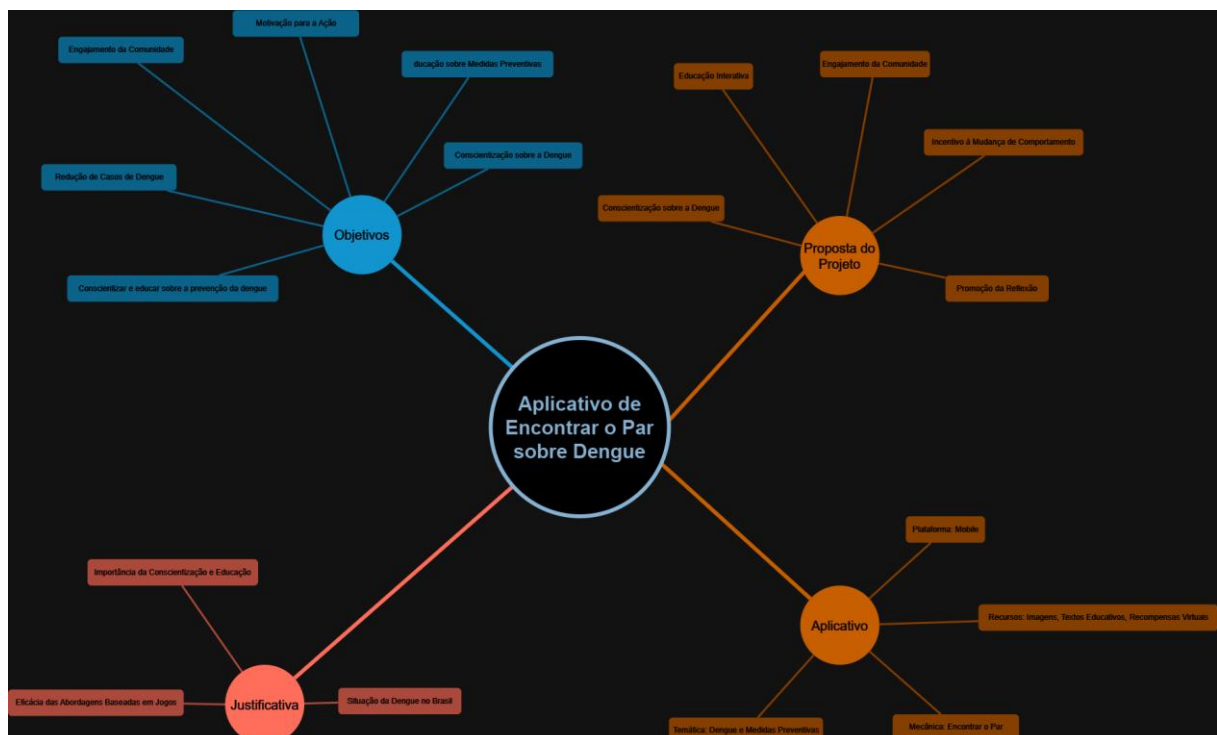 Motivação para a Ação
Engajamento da Comunidade
ducação sobre Medidas Preventivas
Conscientização sobre a Dengue
Redução de Casos de Dengue
Conscientizar e educar sobre a prevenção da dengue
Objetivos
Engajamento da Comunidade
Educação Interativa
Incentivo à Mudança de Comportamento
Conscientização sobre a Dengue
Promoção da Reflexão
Proposta do
Projeto
Aplicativo de
Encontrar o Par
sobre Dengue
Importância da Conscientização e Educação
Eficácia das Abordagens Baseadas em Jogos
Situação da Dengue no Brasil
Justificativa
Plataforma: Mobile
Recursos: Imagens, Textos Educativos, Recompensas Virtuais
Aplicativo
Temática: Dengue e Medidas Preventivas
Mecânica: Encontrar o Par